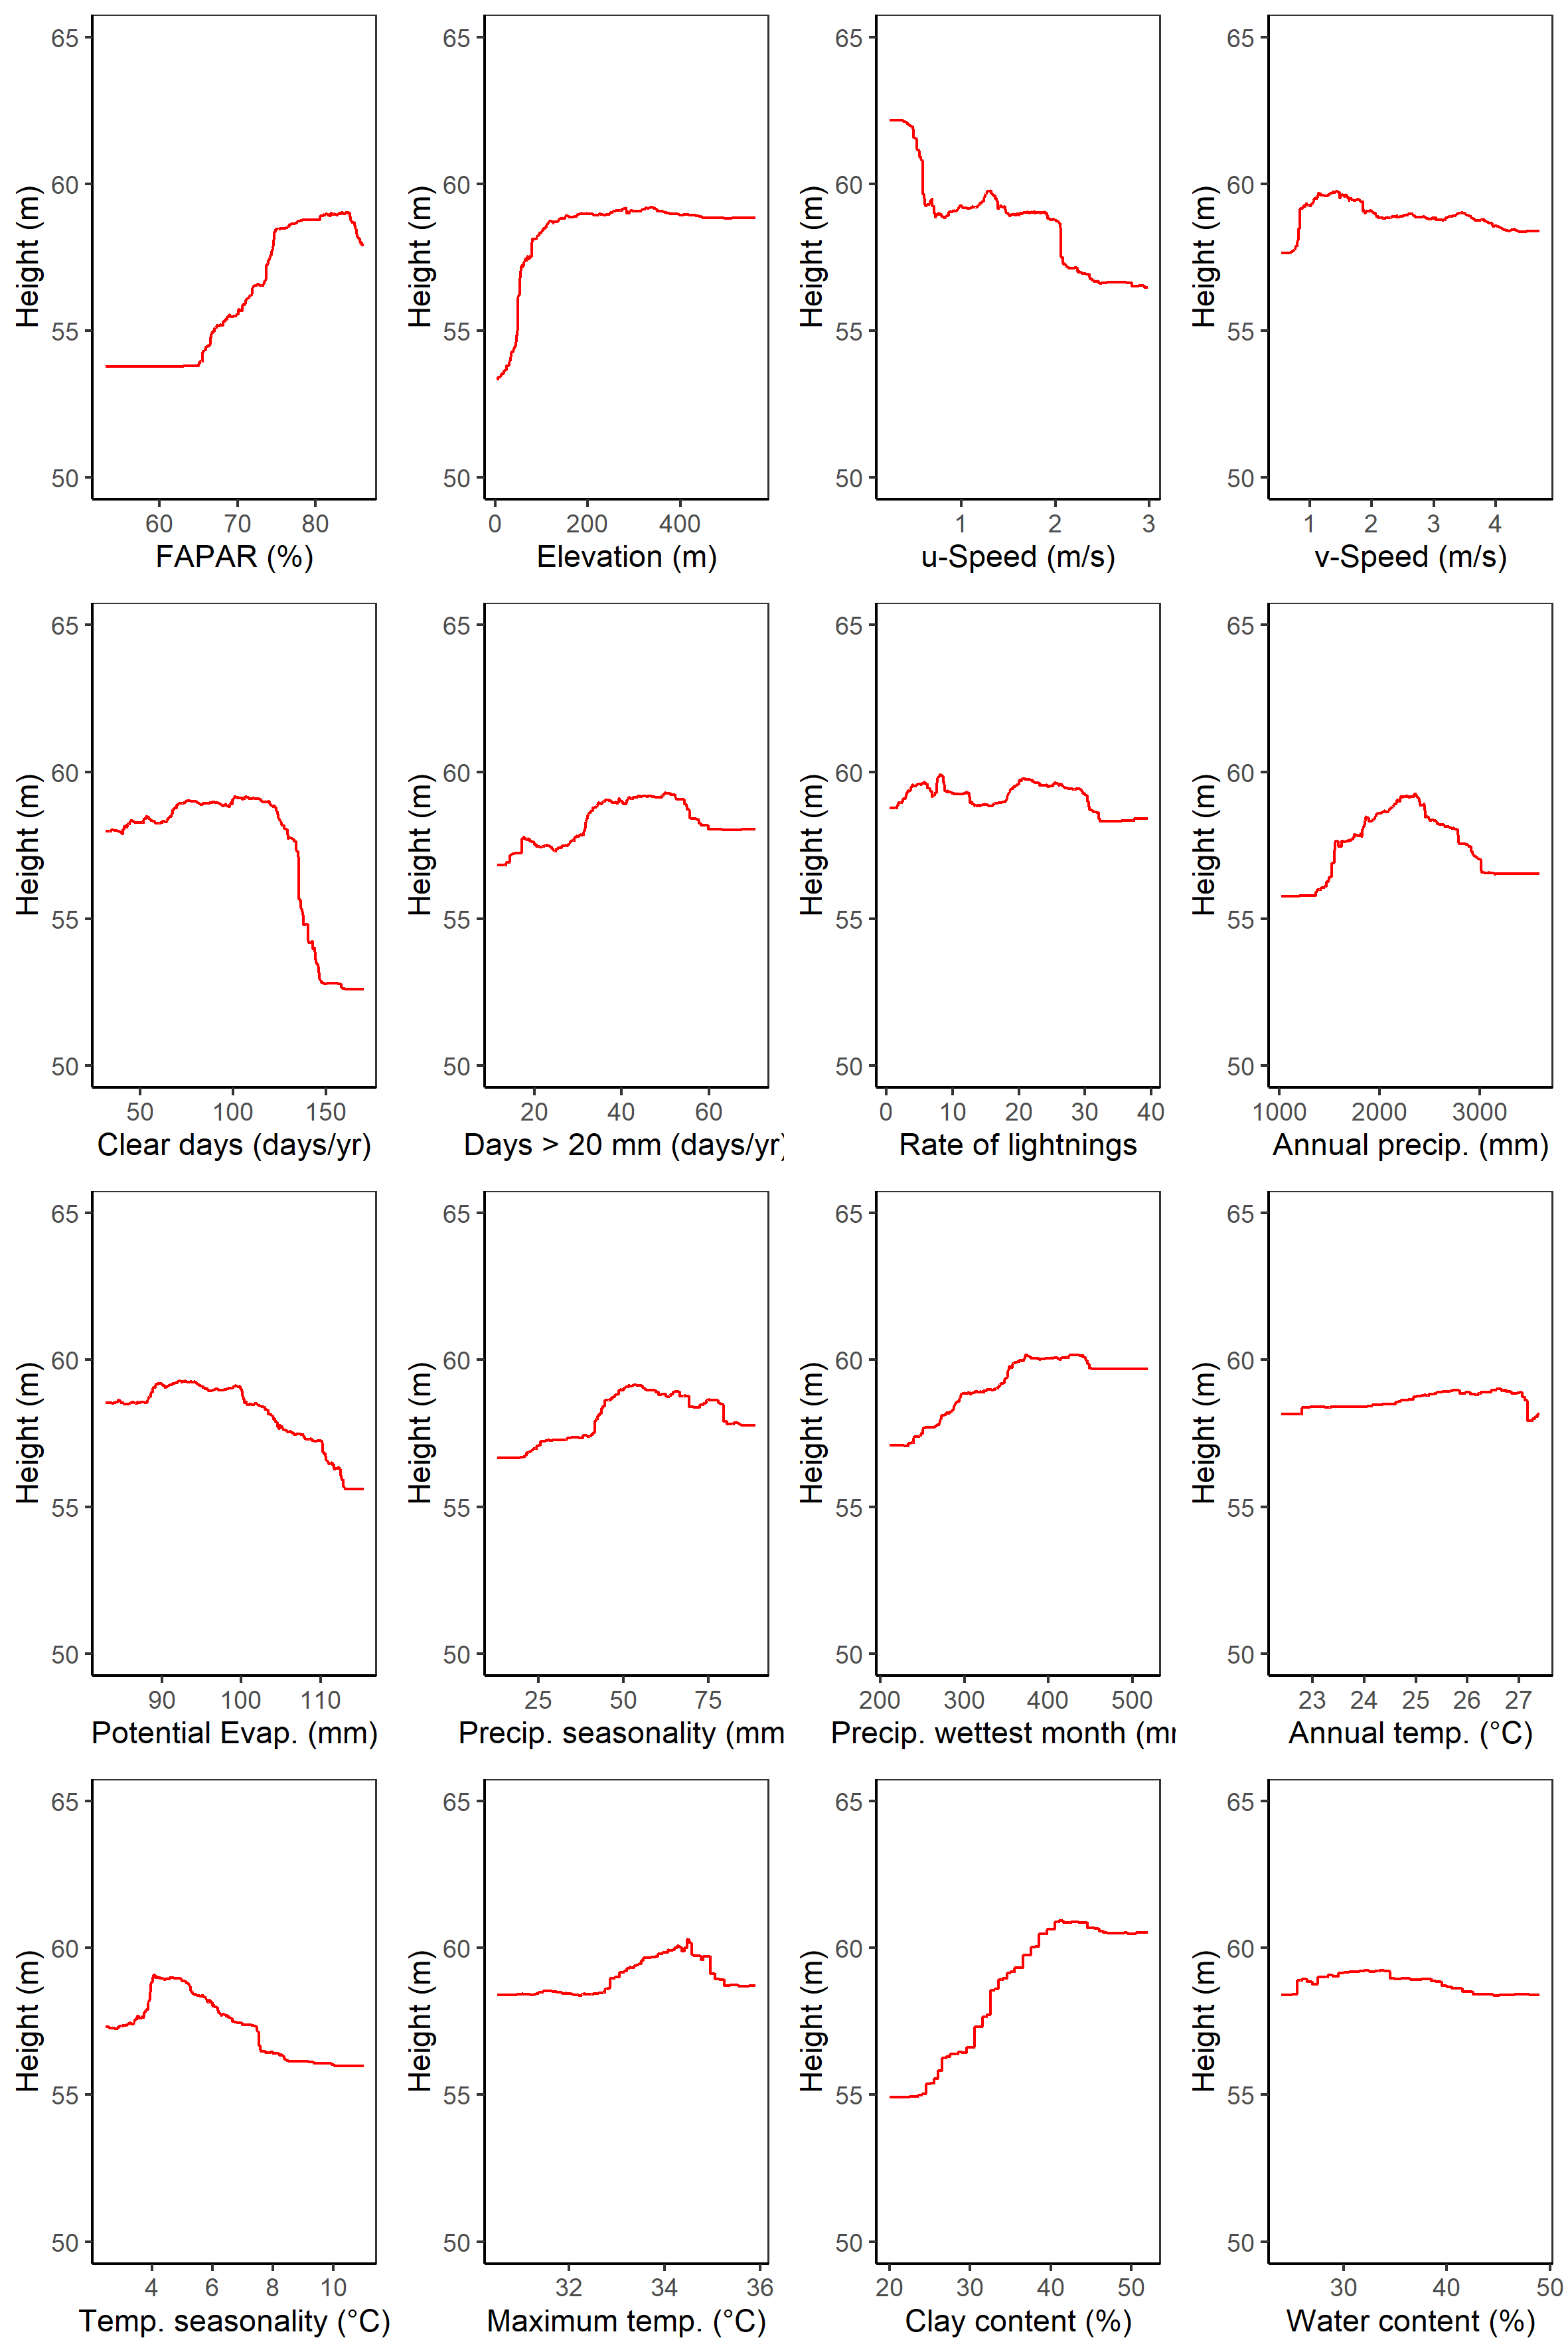 65
60
55
50
Height (m)
60 70 80
FAPAR (%)
65
60
55
50
Height (m)
0 200 400
Elevation (m)
65
60
55
50
Height (m)
1 2 3
u-Speed (m/s)
65
60
55
50
Height (m)
1 2 3 4
v-Speed (m/s)
65
60
55
50
Height (m)
50 100 150
Clear days (days/yr)
65
60
55
50
Height (m)
20 40 60
Days > 20 mm (days/yr)
65
60
55
50
Height (m)
0 10 20 30 40
Rate of lightnings
65
60
55
50
Height (m)
1000 2000 3000
Annual precip. (mm)
65
60
55
50
Height (m)
90 100 110
Potential Evap. (mm)
65
60
55
50
Height (m)
25 50 75
Precip. seasonality (mm
65
60
55
50
Height (m)
200 300 400 500
Precip. wettest month (m
65
60
55
50
Height (m)
23 24 25 26 27
Annual temp. (°C)
65
60
55
50
Height (m)
4 6 8 10
Temp. seasonality (°C)
65
60
55
50
Height (m)
32 34 36
Maximum temp. (°C)
65
60
55
50
Height (m)
20 30 40 50
Clay content (%)
65
60
55
50
Height (m)
30 40 50
Water content (%)